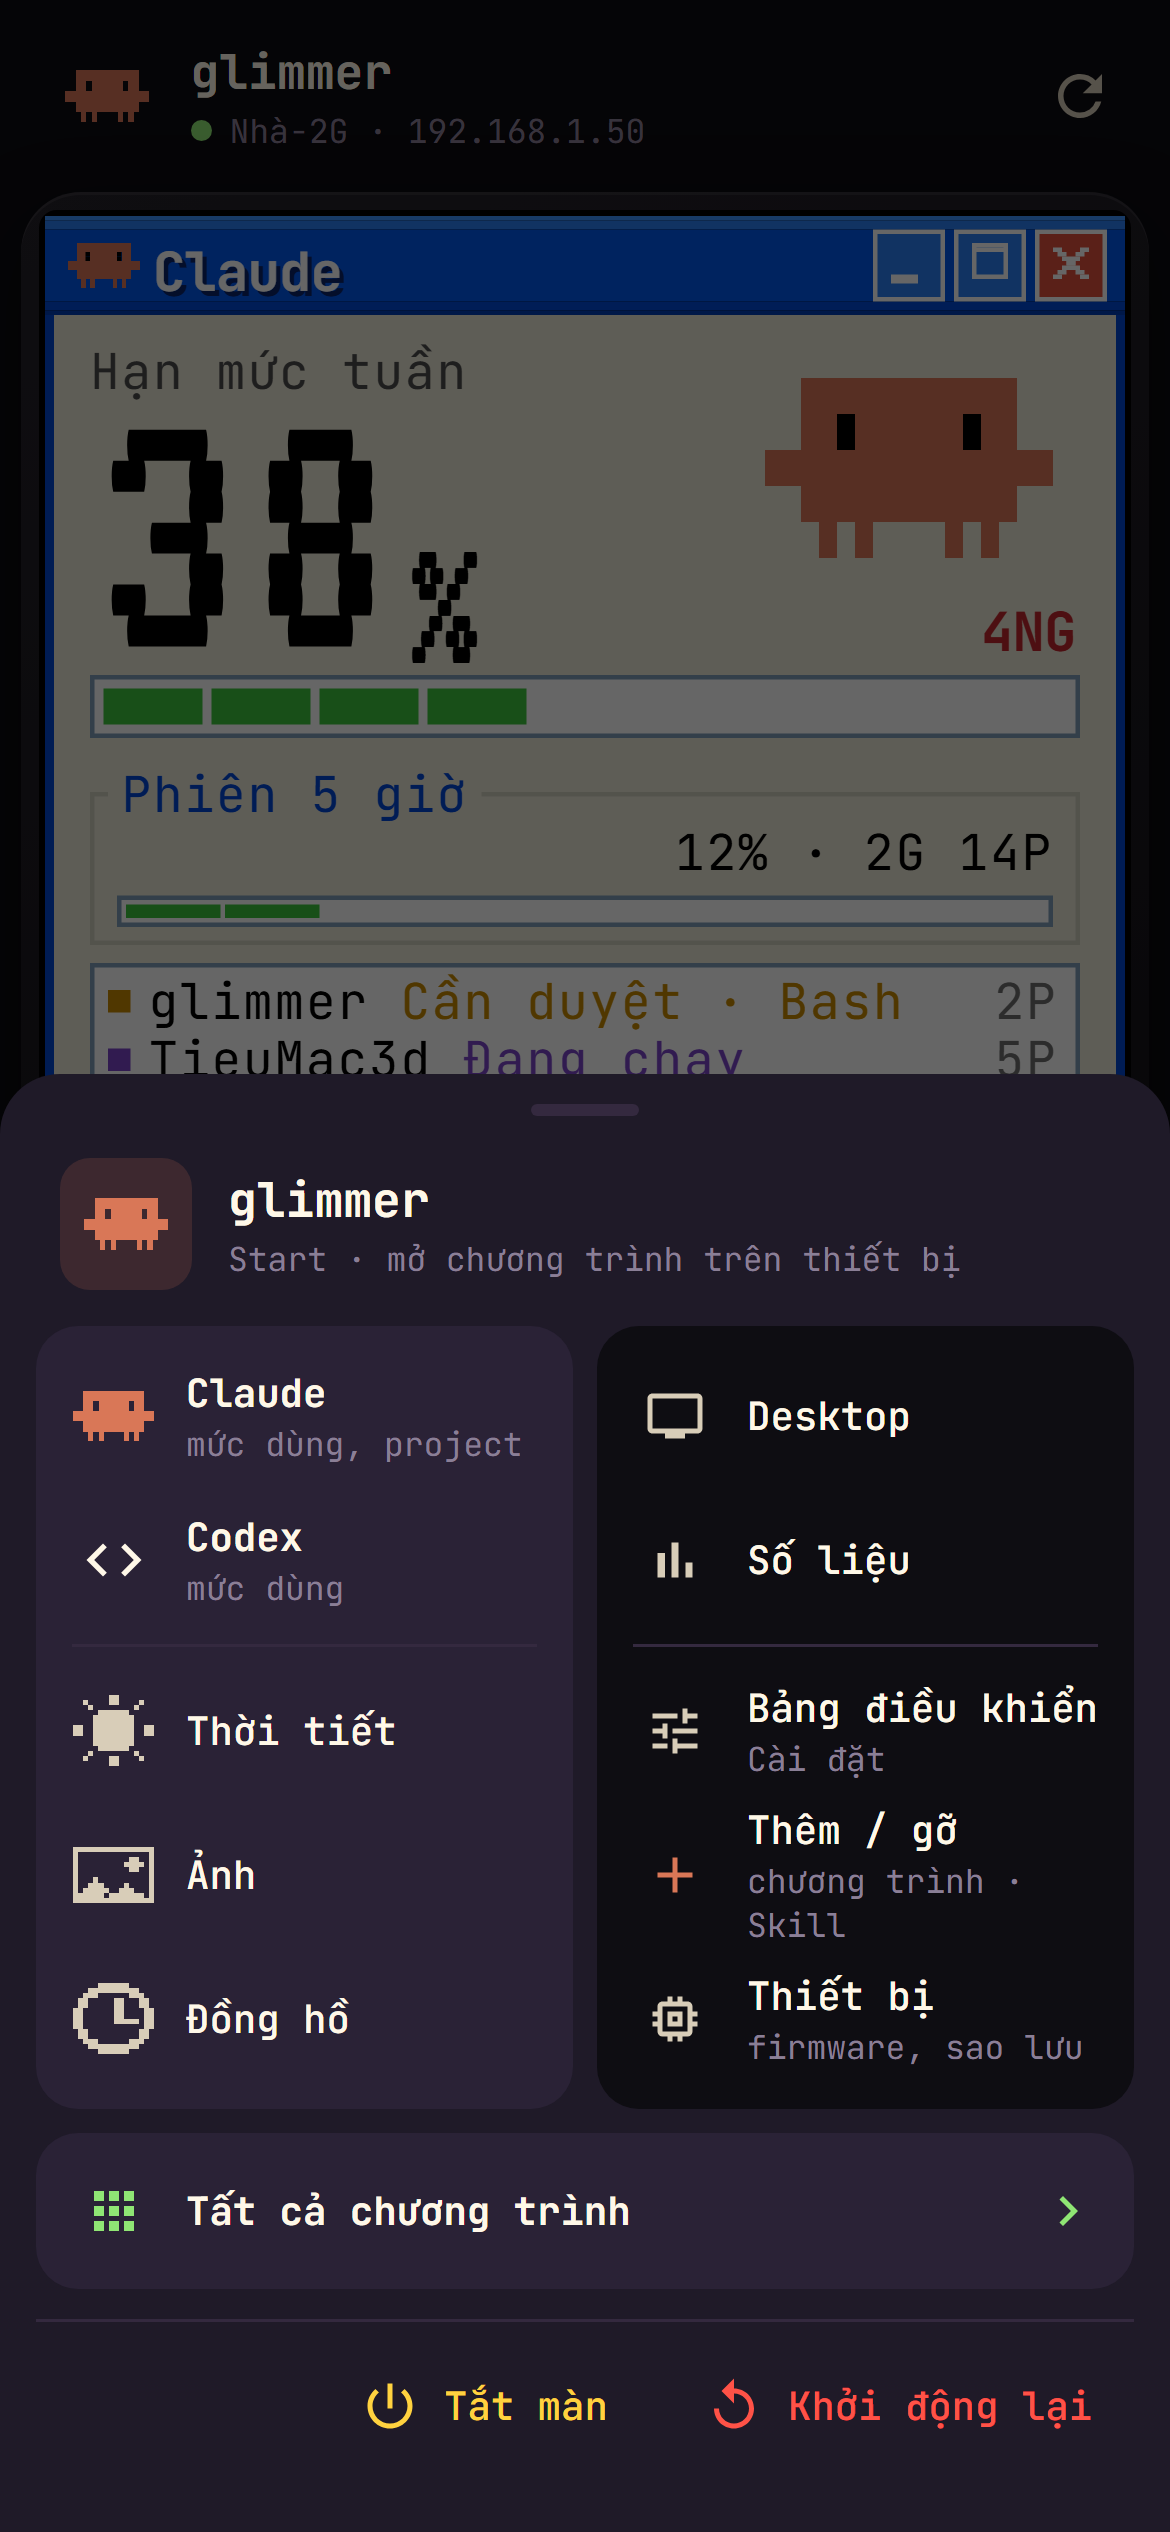 glimmer
Nhà-2G · 192.168.1.50
Claude
Hạn mức tuần
38%
4NG
Phiên 5 giờ
12% · 2G 14P
glimmer Cần duyệt · Bash 2P
TieuMac3d Đang chạy 5P
glimmer
Start · mở chương trình trên thiết bị
Claude
mức dùng, project
Codex
mức dùng
Thời tiết
Ảnh
Đồng hồ
Desktop
Số liệu
Bảng điều khiển
Cài đặt
Thêm / gỡ
chương trình ·
Skill
Thiết bị
firmware, sao lưu
Tất cả chương trình
Tắt màn
Khởi động lại